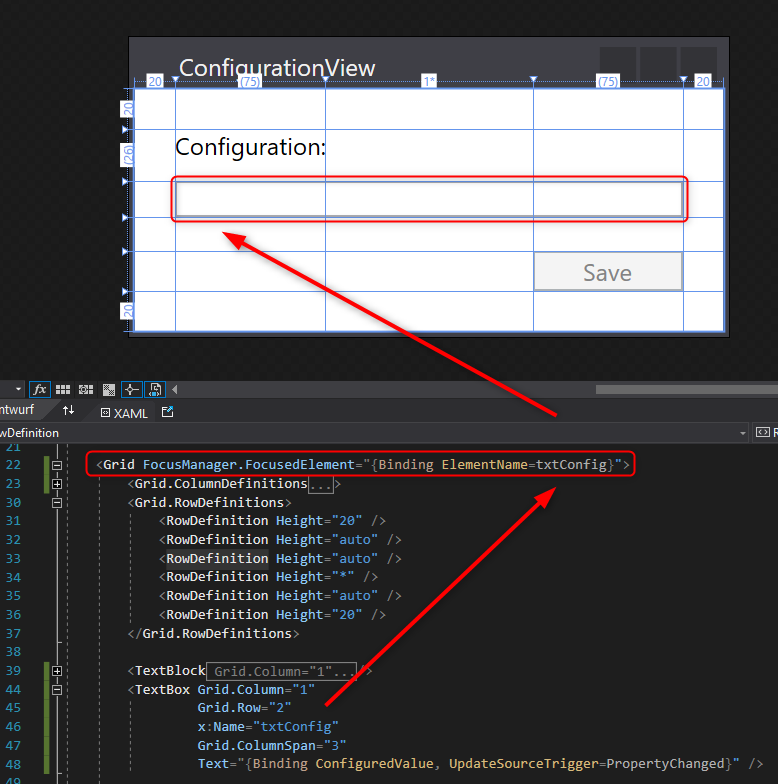 ConfigurationView
20 (75) 1* (75) 20
20
Configuration:
(26)
Save
20
fx
ntwurf XAML
wDefinition R
21
22 <Grid FocusManager.FocusedElement="{Binding ElementName=txtConfig}">
23 <Grid.ColumnDefinitions...>
30 <Grid.RowDefinitions>
31 <RowDefinition Height="20" />
32 <RowDefinition Height="auto" />
33 <RowDefinition Height="auto" />
34 <RowDefinition Height="*" />
35 <RowDefinition Height="auto" />
36 <RowDefinition Height="20" />
37 </Grid.RowDefinitions>
38
39 <TextBlock Grid.Column="1".../>
44 <TextBox Grid.Column="1"
45 Grid.Row="2"
46 x:Name="txtConfig"
47 Grid.ColumnSpan="3"
48 Text="{Binding ConfiguredValue, UpdateSourceTrigger=PropertyChanged}" />
49